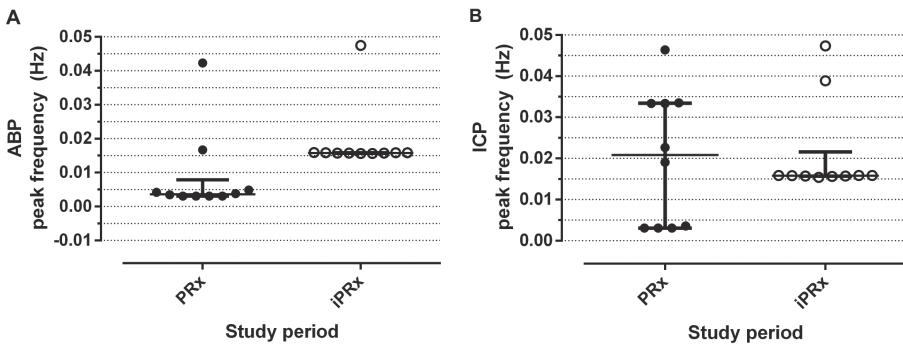 A
ABP
peak frequency (Hz)
0.05
0.04
0.03
0.02
0.01
0.00
-0.01
PRx
iPRx
Study period
B
ICP
peak frequency (Hz)
0.05
0.04
0.03
0.02
0.01
0.00
PRx
iPRx
Study period